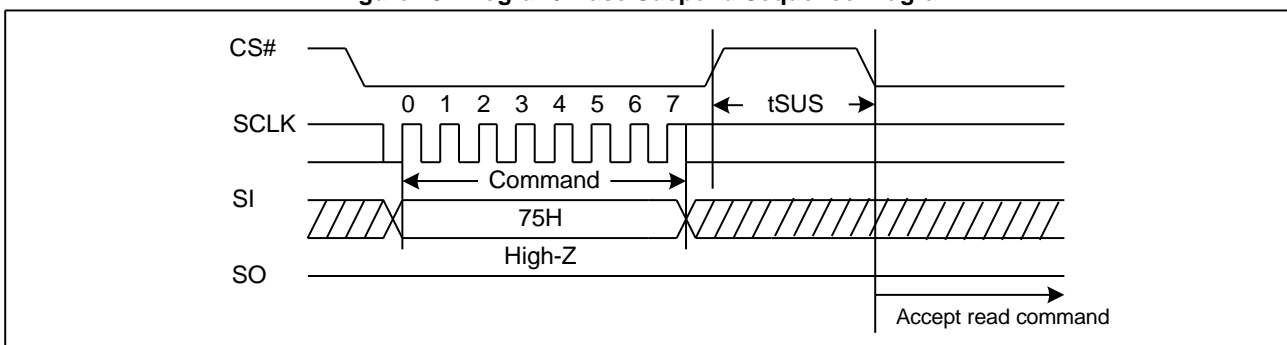 CS#
0 1 2 3 4 5 6 7
tSUS
SCLK
Command
SI
75H
High-Z
SO
Accept read command